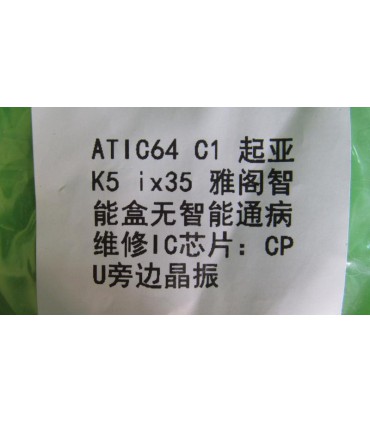 ATIC64 C1 起亚
K5 ix35 雅阁智
能盒无智能通病
维修IC芯片：CP
U旁边晶振